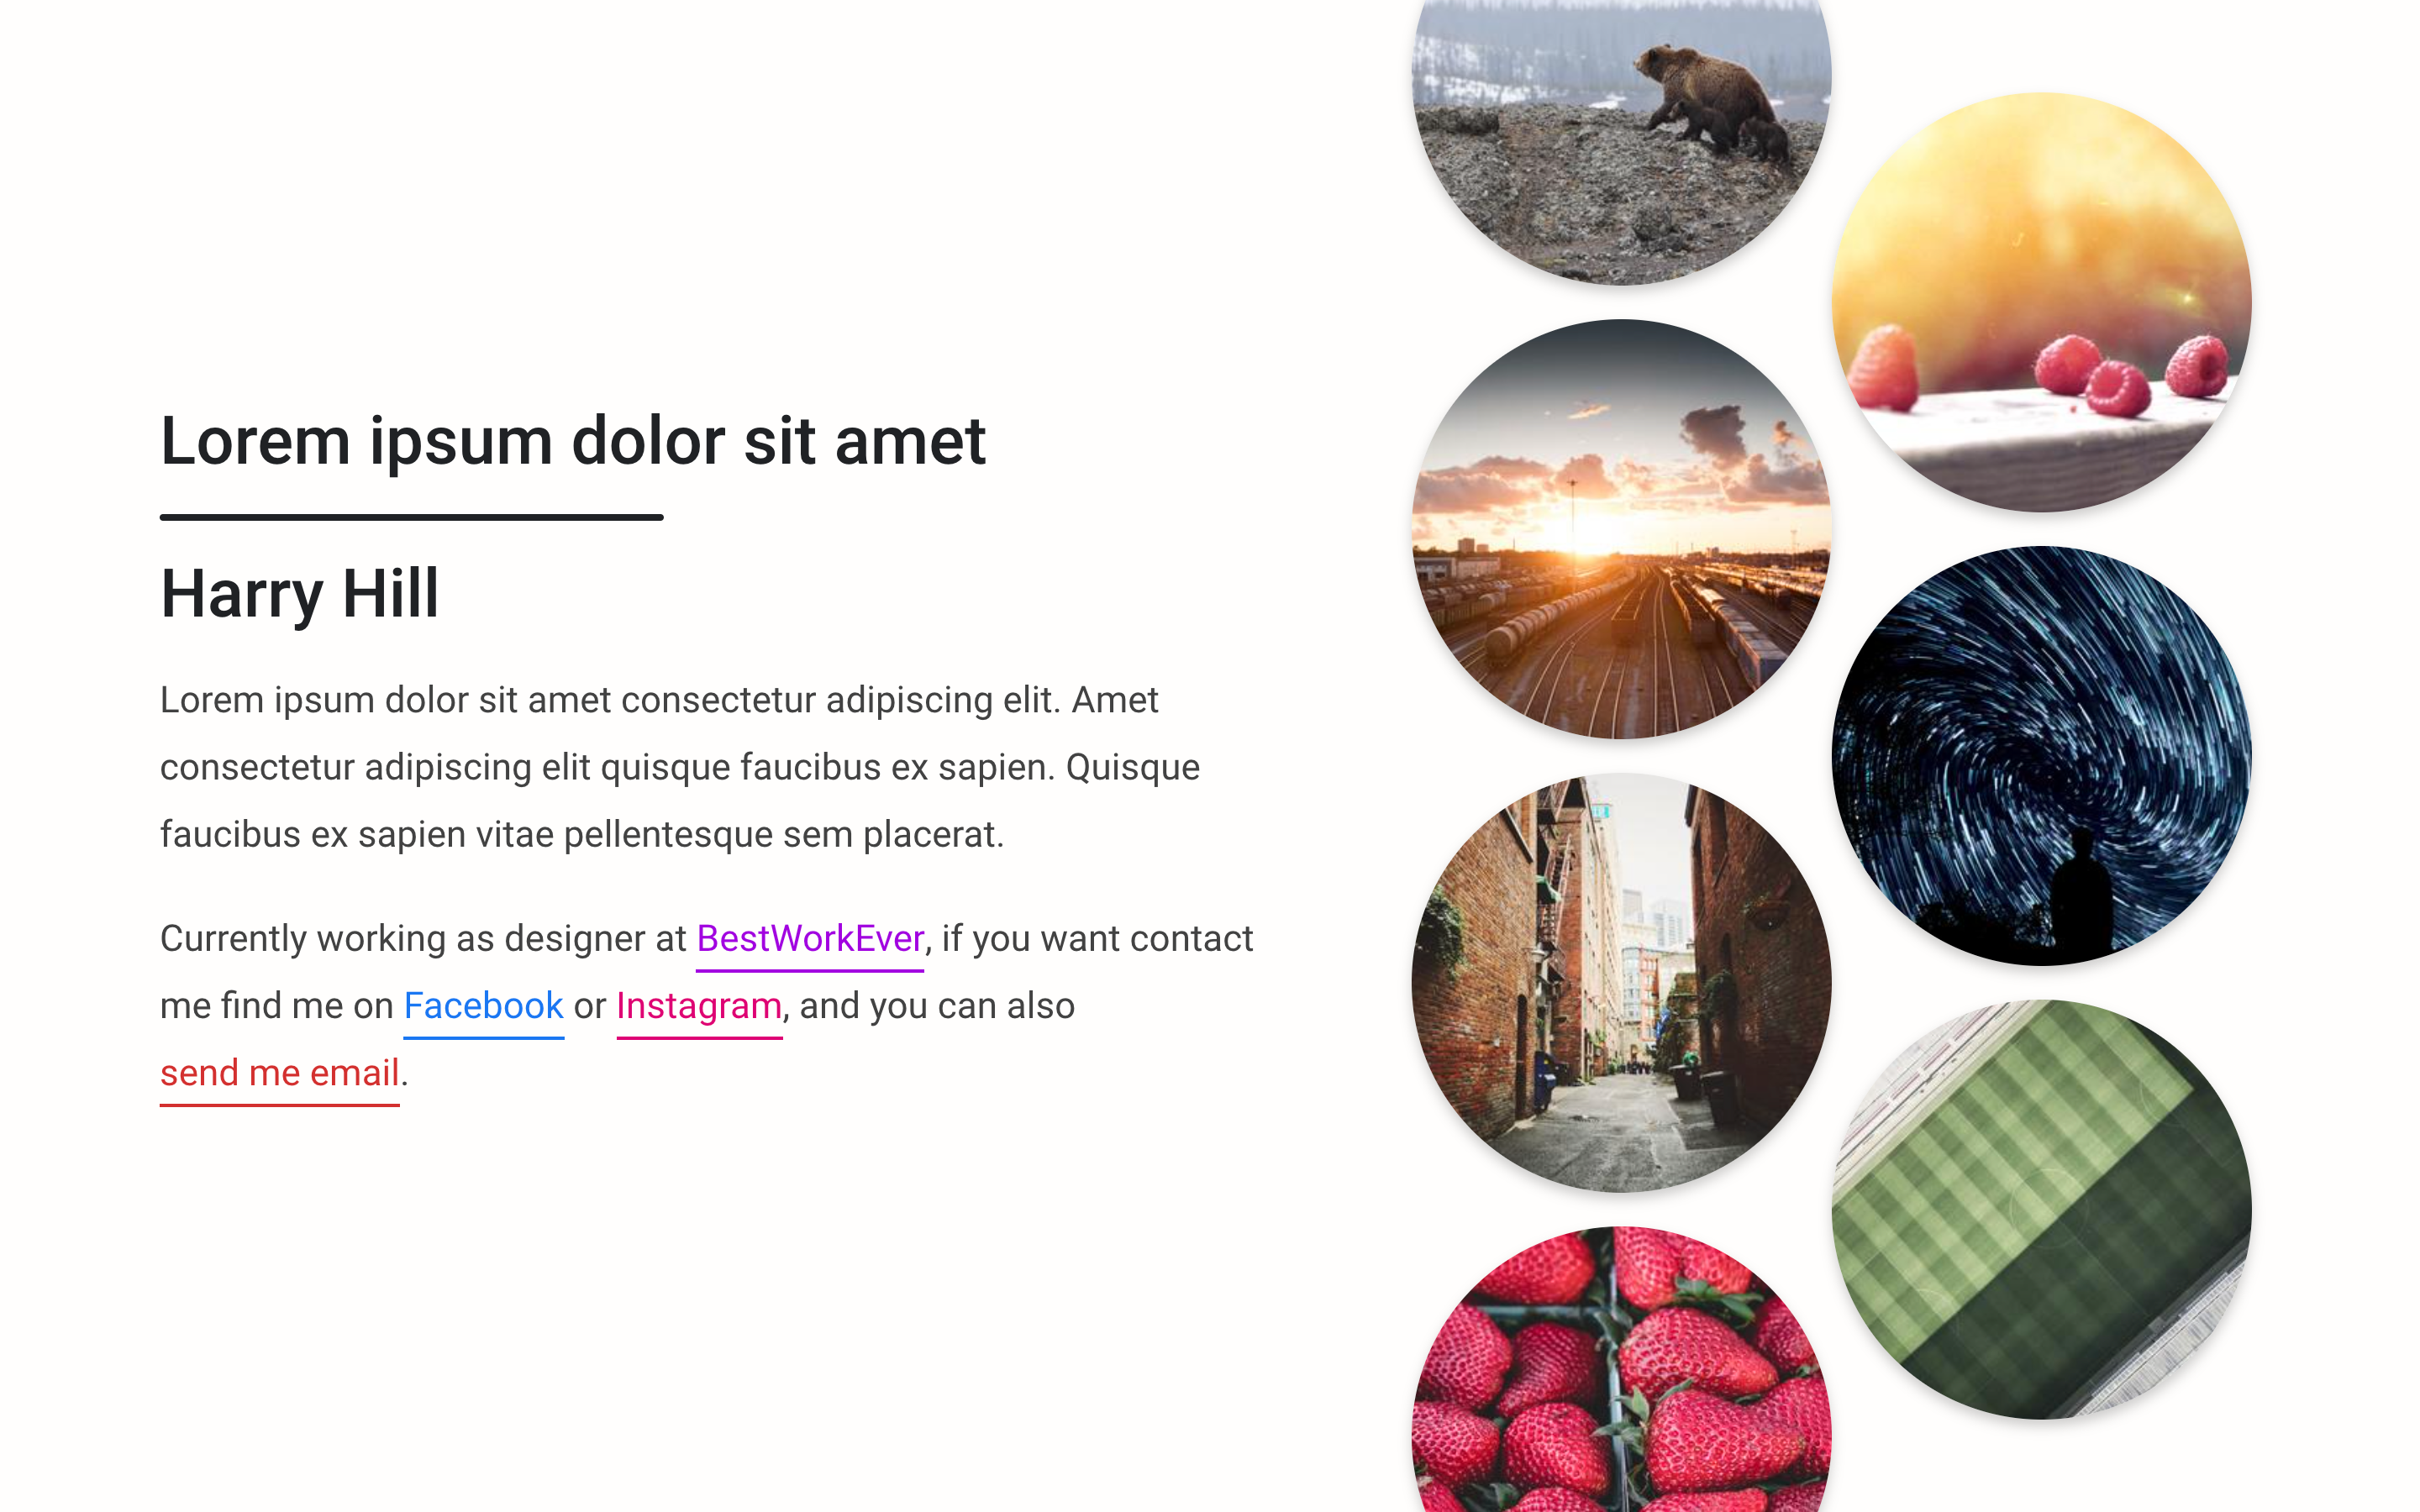 Lorem ipsum dolor sit amet
Harry Hill
Lorem ipsum dolor sit amet consectetur adipiscing elit. Amet
consectetur adipiscing elit quisque faucibus ex sapien. Quisque
faucibus ex sapien vitae pellentesque sem placerat.
Currently working as designer at BestWorkEver, if you want contact
me find me on Facebook or Instagram, and you can also
send me email.